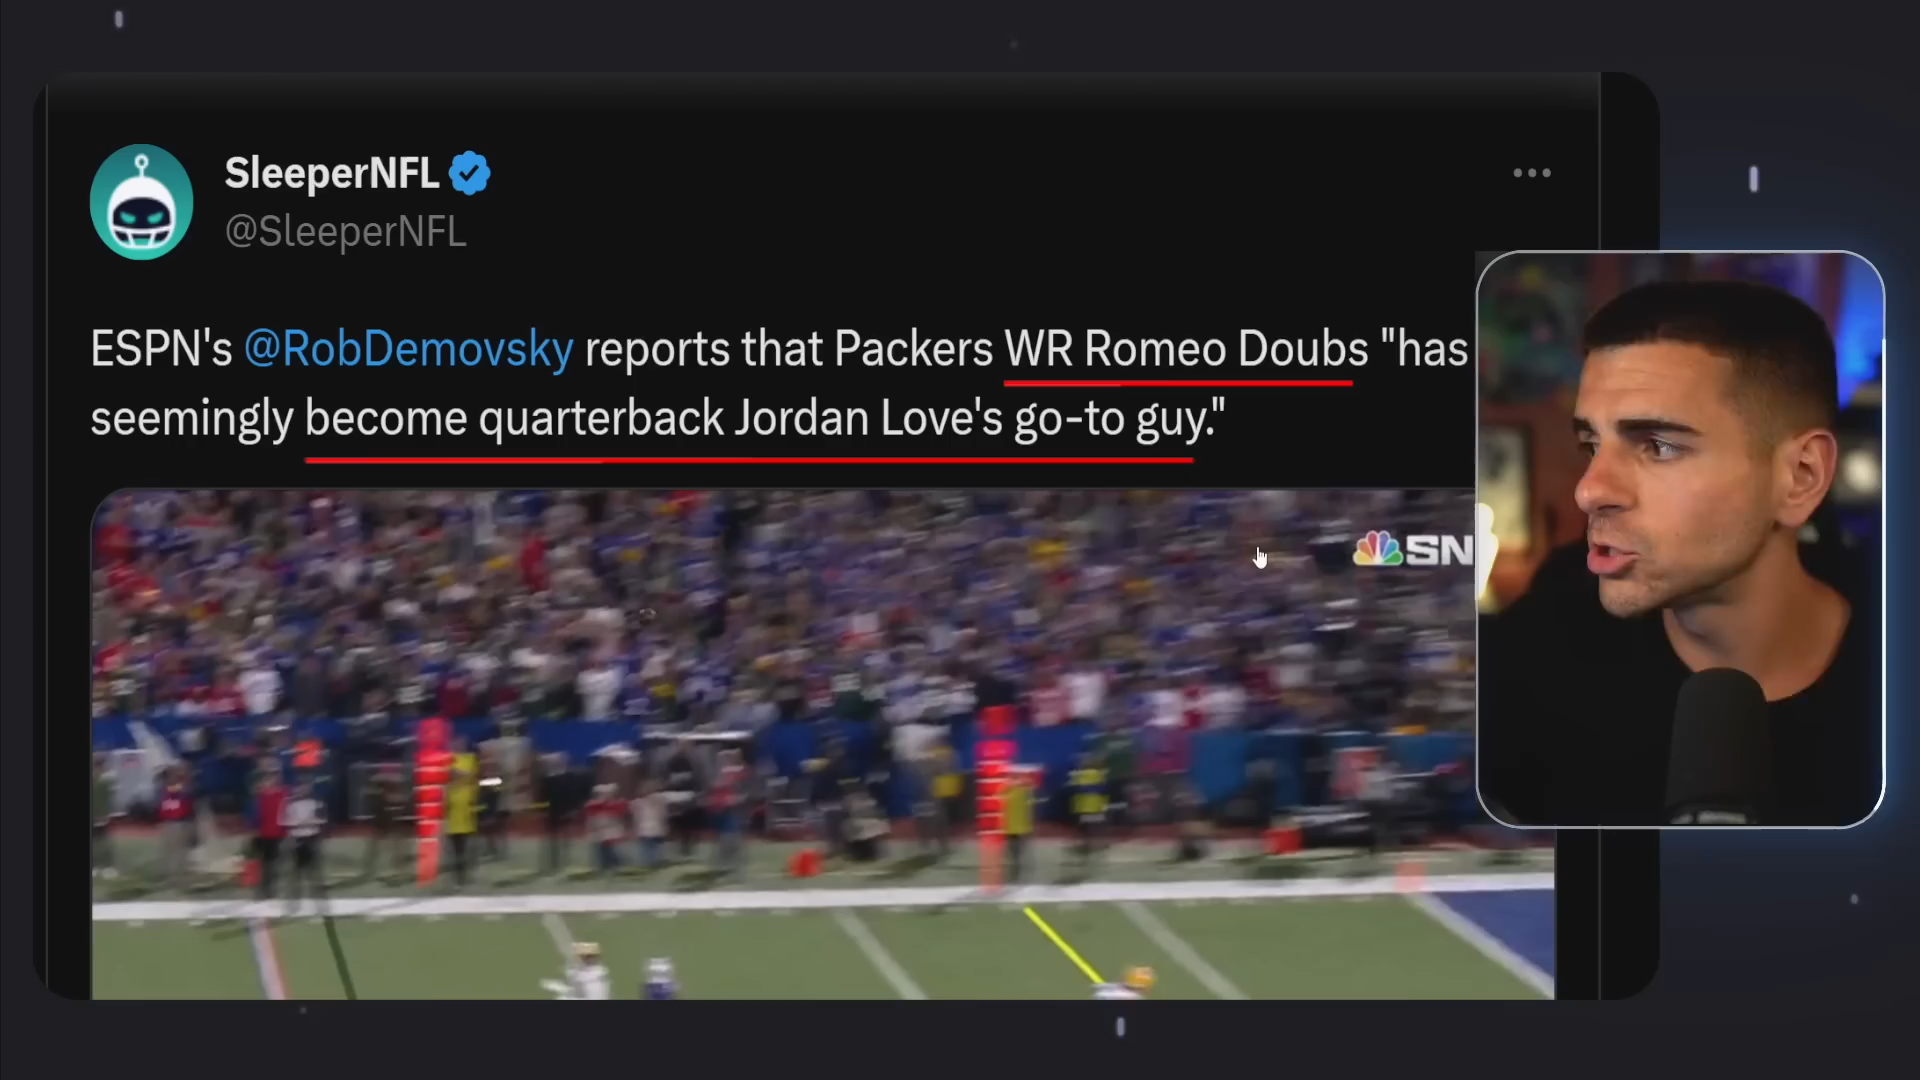 SleeperNFL
@SleeperNFL
ESPN's @RobDemovsky reports that Packers WR Romeo Doubs "has
seemingly become quarterback Jordan Love's go-to guy."
SN